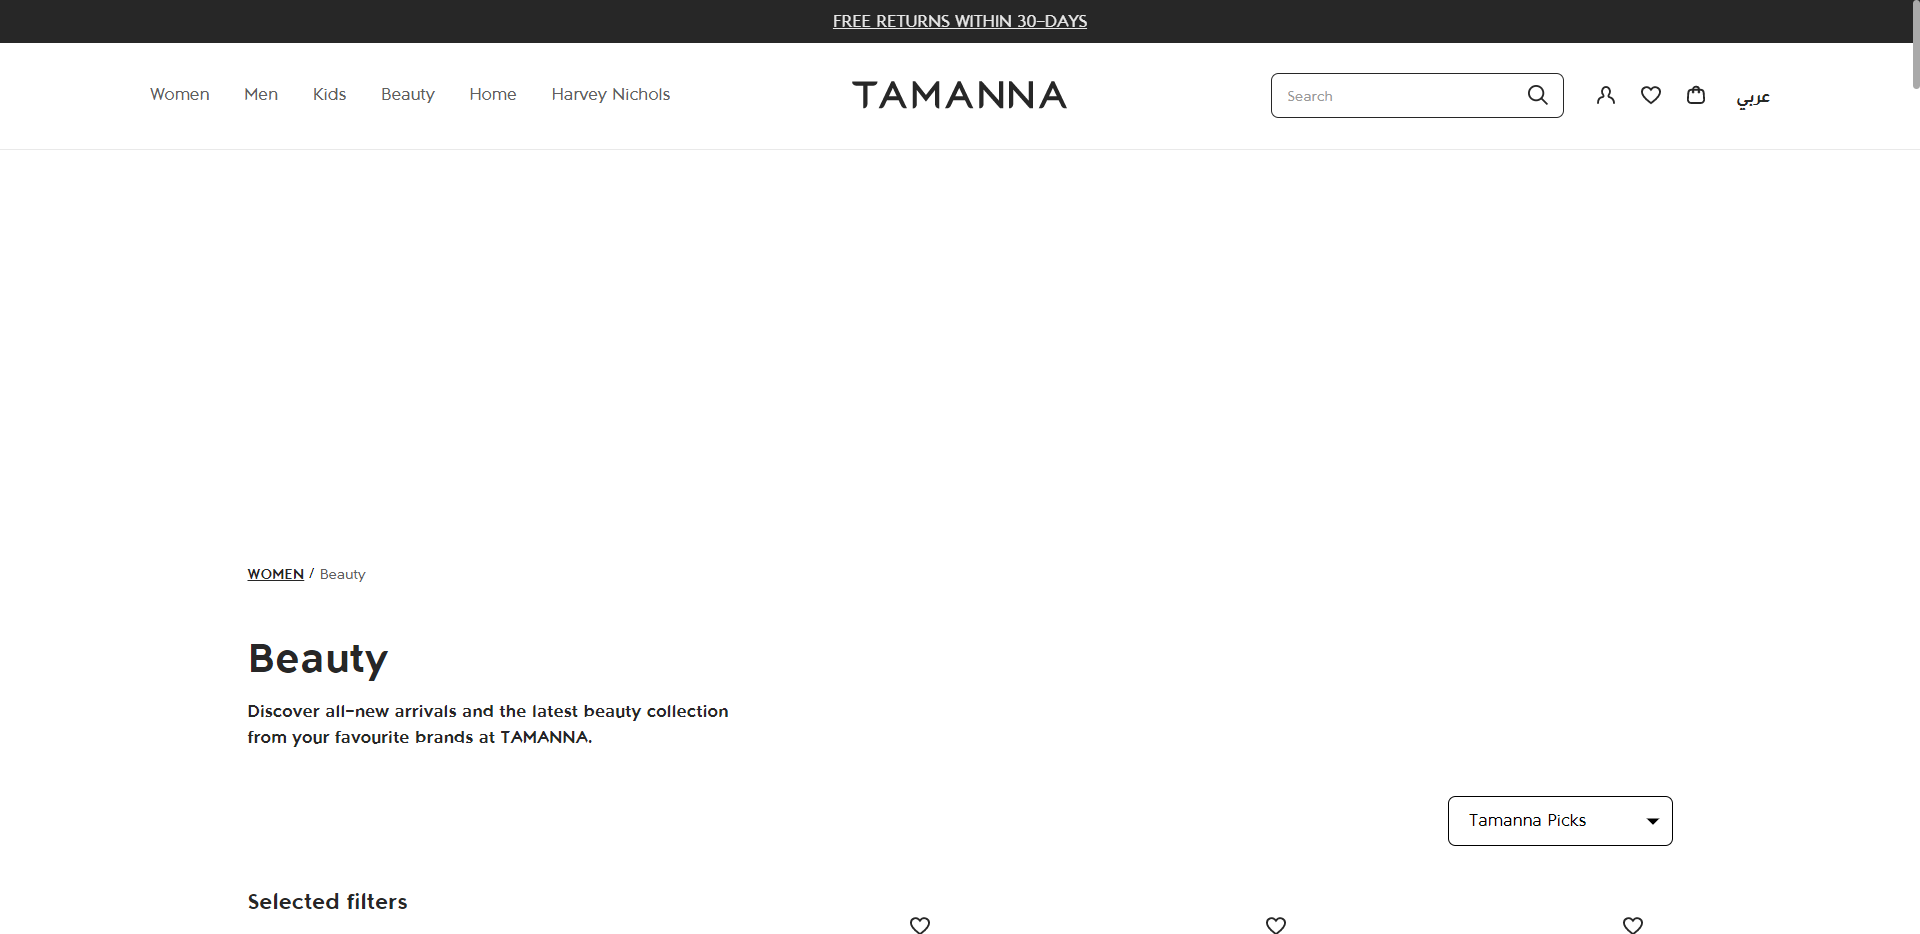 FREE RETURNS WITHIN 30-DAYS
Women Men Kids Beauty Home Harvey Nichols
TAMANNA
Search
عربي
WOMEN / Beauty
Beauty
Discover all-new arrivals and the latest beauty collection
from your favourite brands at TAMANNA.
Tamanna Picks
Selected filters